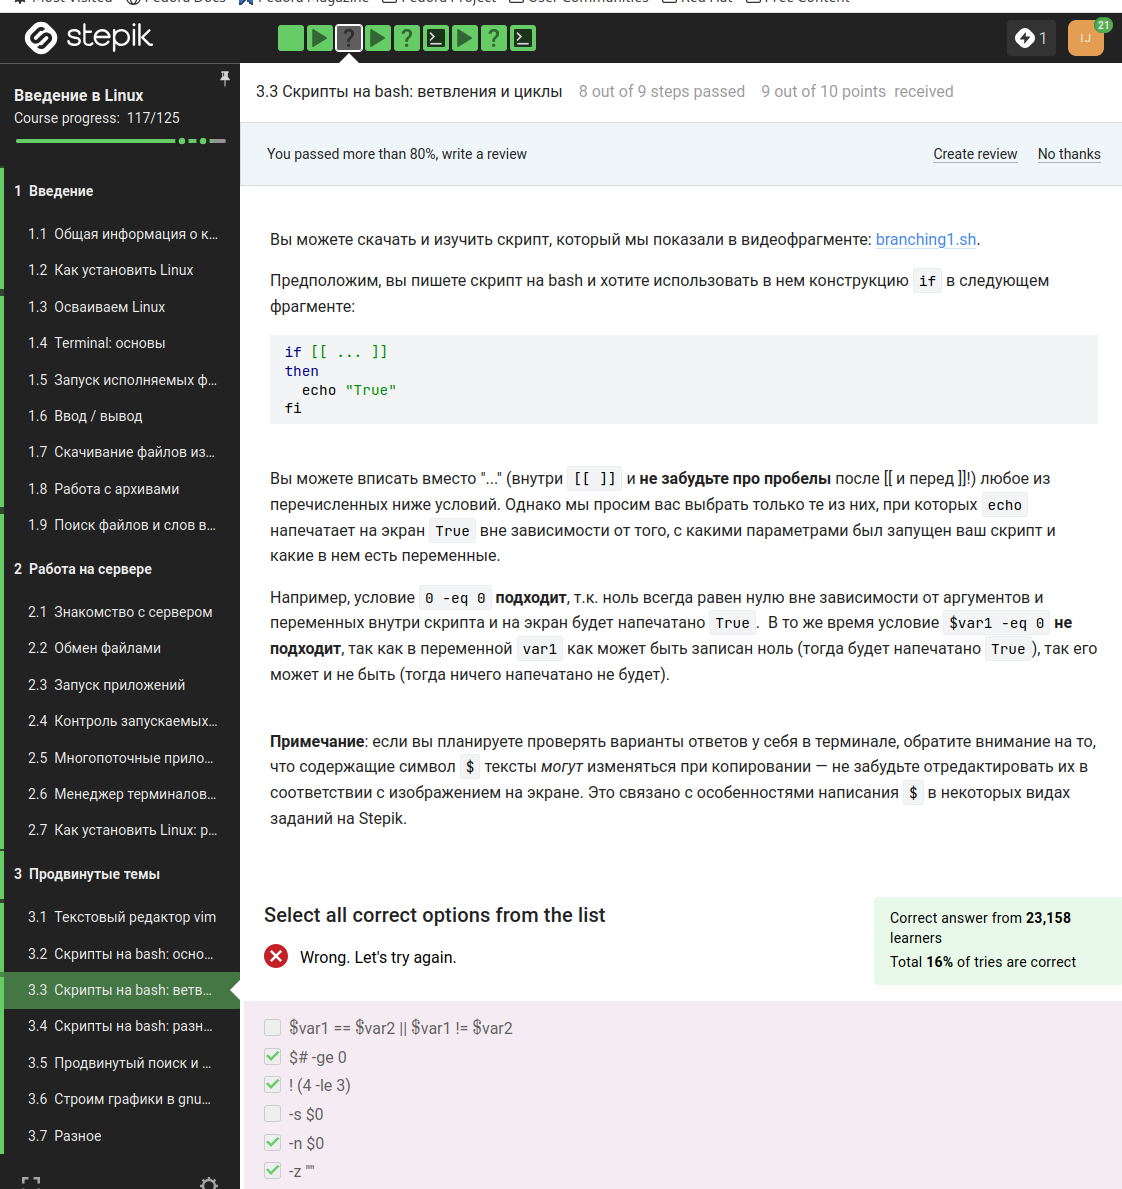 Most Visited Fedora Docs Fedora Magazine Fedora Project User Communities Red Hat Free Content
stepik
1
IJ
21
Введение в Linux
Course progress: 117/125
1 Введение
1.1 Общая информация о к...
1.2 Как установить Linux
1.3 Осваиваем Linux
1.4 Terminal: основы
1.5 Запуск исполняемых ф...
1.6 Ввод / вывод
1.7 Скачивание файлов из...
1.8 Работа с архивами
1.9 Поиск файлов и слов в...
2 Работа на сервере
2.1 Знакомство с сервером
2.2 Обмен файлами
2.3 Запуск приложений
2.4 Контроль запускаемых...
2.5 Многопоточные прило...
2.6 Менеджер терминалов...
2.7 Как установить Linux: р...
3 Продвинутые темы
3.1 Текстовый редактор vim
3.2 Скрипты на bash: осно...
3.3 Скрипты на bash: ветв...
3.4 Скрипты на bash: разн...
3.5 Продвинутый поиск и ...
3.6 Строим графики в gnu...
3.7 Разное
3.3 Скрипты на bash: ветвления и циклы 8 out of 9 steps passed 9 out of 10 points received
You passed more than 80%, write a review Create review No thanks
Вы можете скачать и изучить скрипт, который мы показали в видеофрагменте: branching1.sh.
Предположим, вы пишете скрипт на bash и хотите использовать в нем конструкцию if в следующем
фрагменте:
if [[ ... ]]
then
echo "True"
fi
Вы можете вписать вместо "..." (внутри [[ ]] и не забудьте про пробелы после [[ и перед ]]!) любое из
перечисленных ниже условий. Однако мы просим вас выбрать только те из них, при которых echo
напечатает на экран True вне зависимости от того, с какими параметрами был запущен ваш скрипт и
какие в нем есть переменные.
Например, условие 0 -eq 0 подходит, т.к. ноль всегда равен нулю вне зависимости от аргументов и
переменных внутри скрипта и на экран будет напечатано True . В то же время условие $var1 -eq 0 не
подходит, так как в переменной var1 как может быть записан ноль (тогда будет напечатано True ), так его
может и не быть (тогда ничего напечатано не будет).
Примечание: если вы планируете проверять варианты ответов у себя в терминале, обратите внимание на то,
что содержащие символ $ тексты могут изменяться при копировании — не забудьте отредактировать их в
соответствии с изображением на экране. Это связано с особенностями написания $ в некоторых видах
заданий на Stepik.
Select all correct options from the list
Wrong. Let's try again.
Correct answer from 23,158
learners
Total 16% of tries are correct
$var1 == $var2 || $var1 != $var2
$# -ge 0
! (4 -le 3)
-s $0
-n $0
-z ""